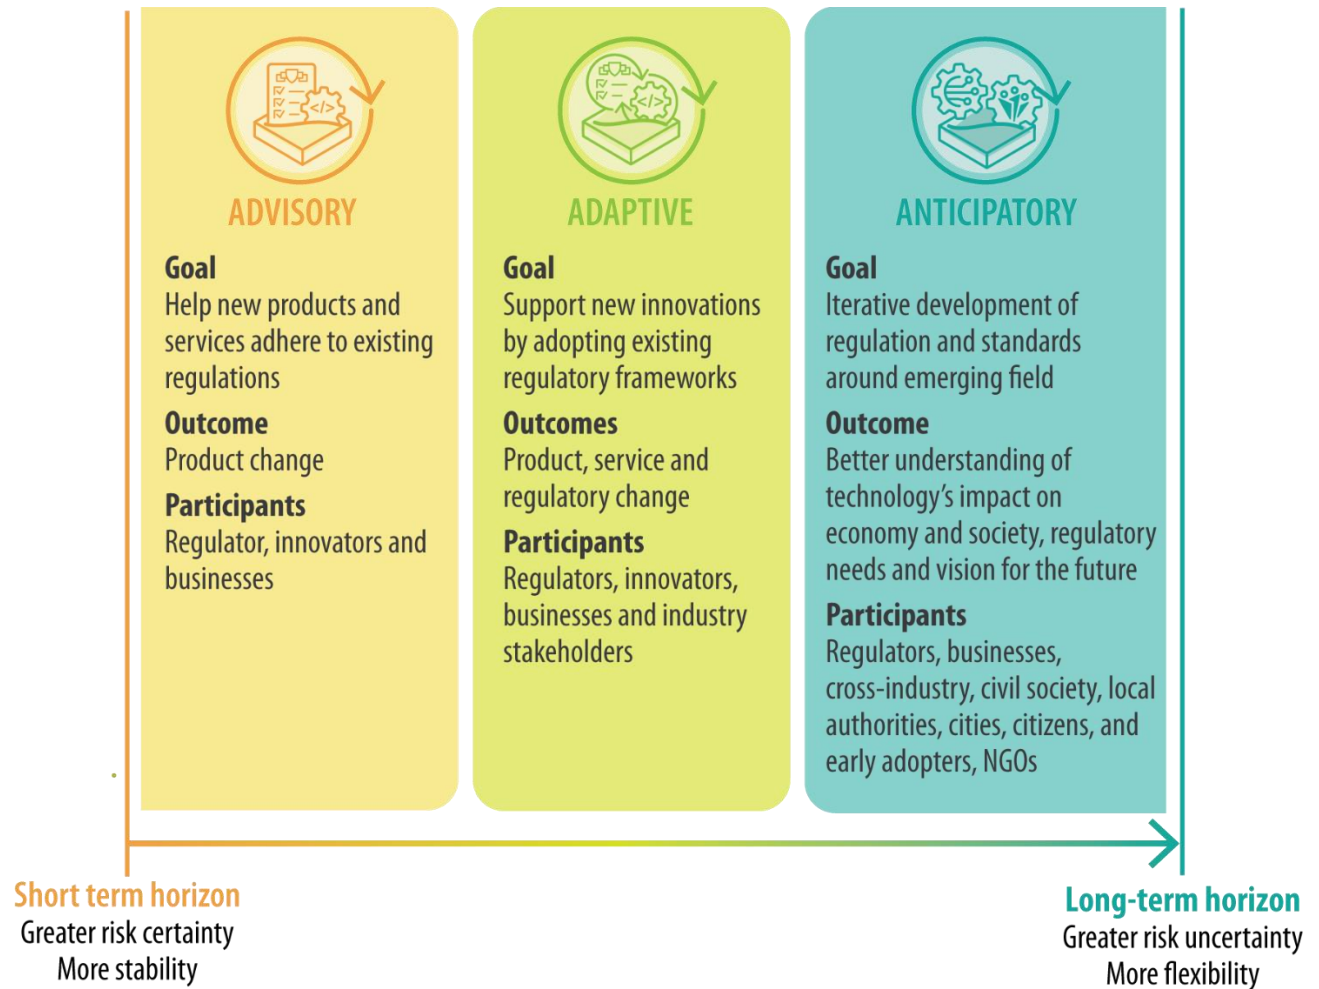 ADVISORY
Goal
Help new products and
services adhere to existing
regulations
Outcome
Product change
Participants
Regulator, innovators and
businesses
ADAPTIVE
Goal
Support new innovations
by adopting existing
regulatory frameworks
Outcomes
Product, service and
regulatory change
Participants
Regulators, innovators,
businesses and industry
stakeholders
ANTICIPATORY
Goal
Iterative development of
regulation and standards
around emerging field
Outcome
Better understanding of
technology’s impact on
economy and society, regulatory
needs and vision for the future
Participants
Regulators, businesses,
cross-industry, civil society, local
authorities, cities, citizens, and
early adopters, NGOs
Short term horizon
Greater risk certainty
More stability
Long-term horizon
Greater risk uncertainty
More flexibility